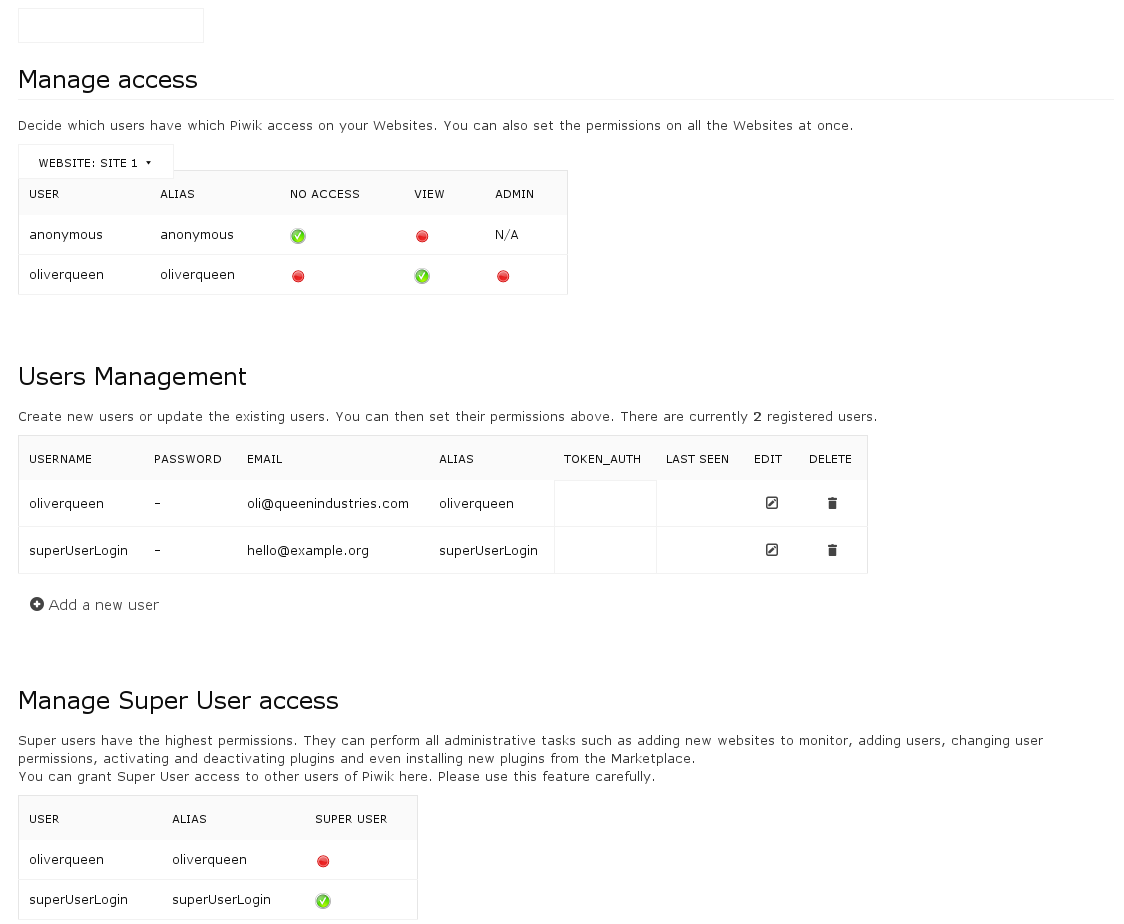 Manage access
Decide which users have which Piwik access on your Websites. You can also set the permissions on all the Websites at once.
WEBSITE: SITE 1
USER ALIAS NO ACCESS VIEW ADMIN
anonymous anonymous N/A
oliverqueen oliverqueen
Users Management
Create new users or update the existing users. You can then set their permissions above. There are currently 2 registered users.
USERNAME PASSWORD EMAIL ALIAS TOKEN_AUTH LAST SEEN EDIT DELETE
oliverqueen - oli@queenindustries.com oliverqueen
superUserLogin - hello@example.org superUserLogin
Add a new user
Manage Super User access
Super users have the highest permissions. They can perform all administrative tasks such as adding new websites to monitor, adding users, changing user
permissions, activating and deactivating plugins and even installing new plugins from the Marketplace.
You can grant Super User access to other users of Piwik here. Please use this feature carefully.
USER ALIAS SUPER USER
oliverqueen oliverqueen
superUserLogin superUserLogin